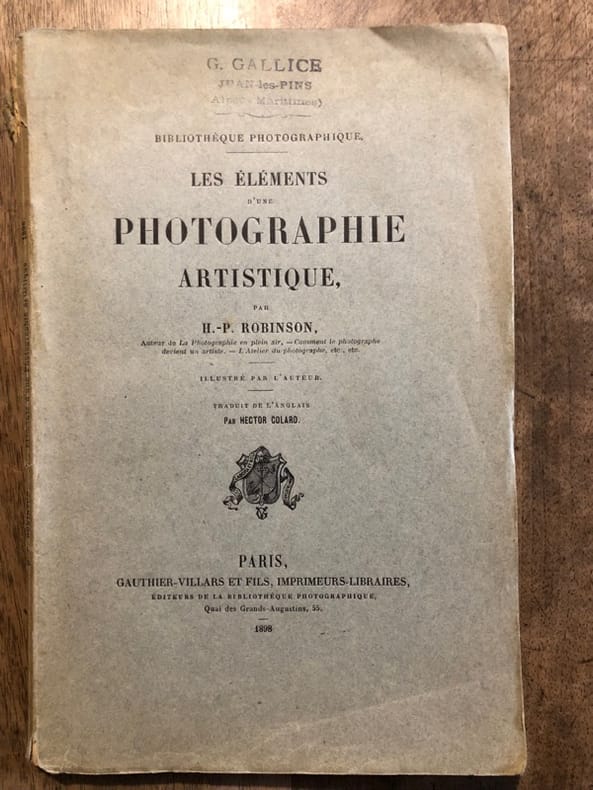 G. GALLICE
JUAN-les-PINS
Alpes-Maritimes)
BIBLIOTHÈQUE PHOTOGRAPHIQUE.
LES ÉLÉMENTS
D'UNE
PHOTOGRAPHIE
ARTISTIQUE,
PAR
H.-P. ROBINSON,
Auteur de La Photographie en plein air, — Comment le photographe
devient un artiste. — L'Atelier du photographe, etc., etc.
ILLUSTRÉ PAR L'AUTEUR.
TRADUIT DE L'ANGLAIS
PAR HECTOR COLARD.
PARIS,
GAUTHIER-VILLARS ET FILS, IMPRIMEURS-LIBRAIRES,
ÉDITEURS DE LA BIBLIOTHÈQUE PHOTOGRAPHIQUE,
Quai des Grands-Augustins, 55.
1898